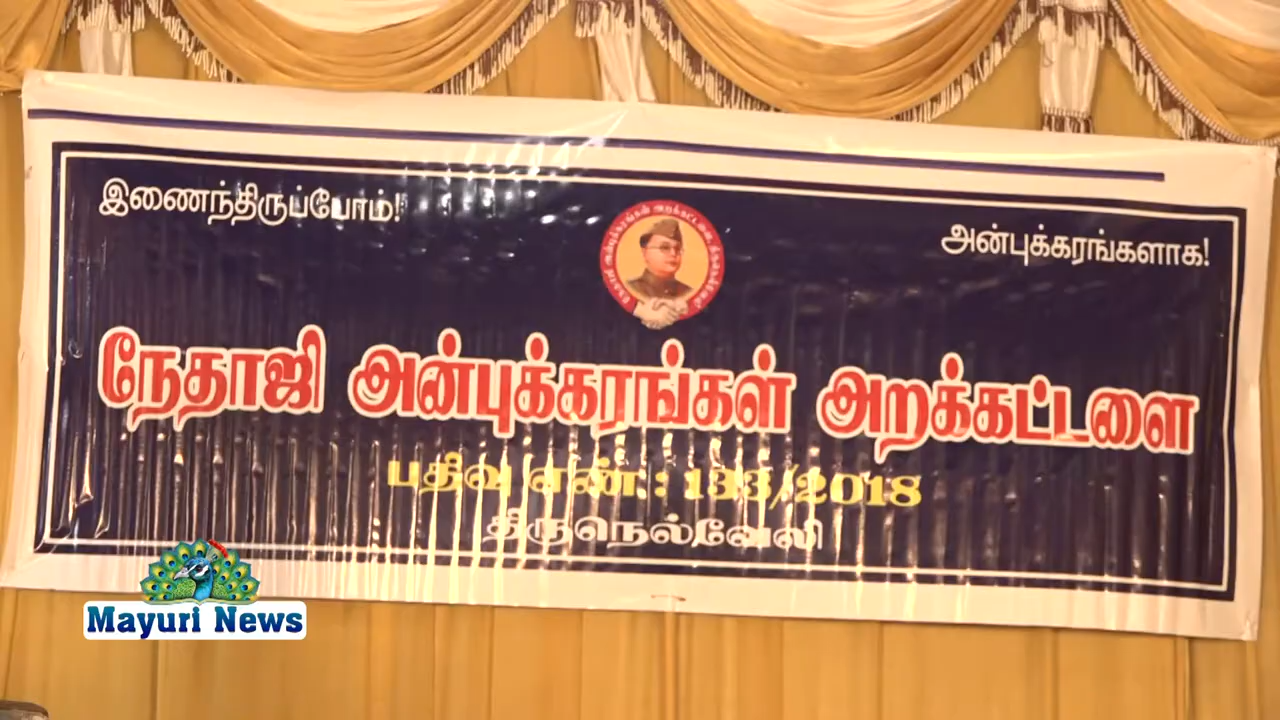 இணைந்திருப்போம்!
அன்புக்கரங்களாக!
நேதாஜி அன்புக்கரங்கள் அறக்கட்டளை
பதிவு எண் : 133/2018
திருநெல்வேலி
Mayuri News